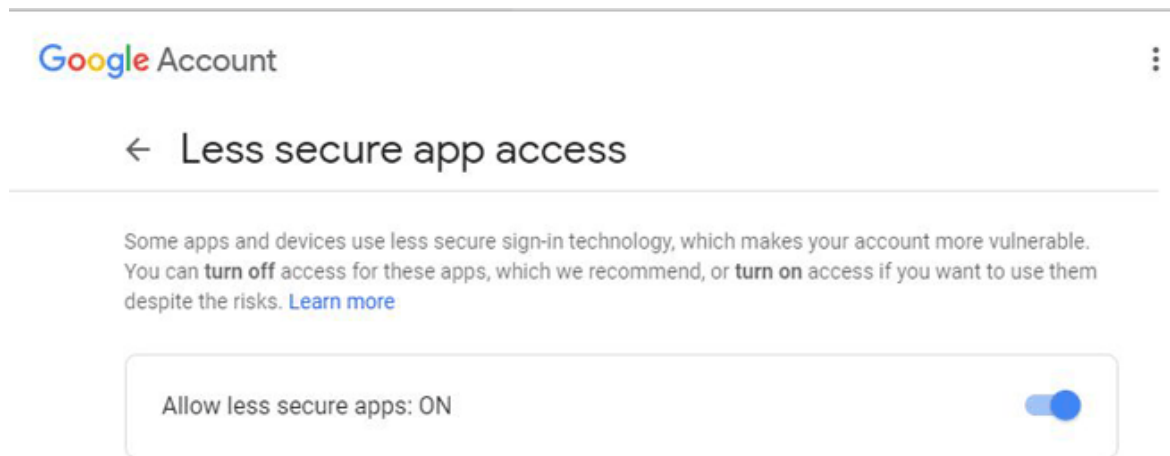 Google Account
Less secure app access
Some apps and devices use less secure sign-in technology, which makes your account more vulnerable.
You can turn off access for these apps, which we recommend, or turn on access if you want to use them
despite the risks. Learn more
Allow less secure apps: ON